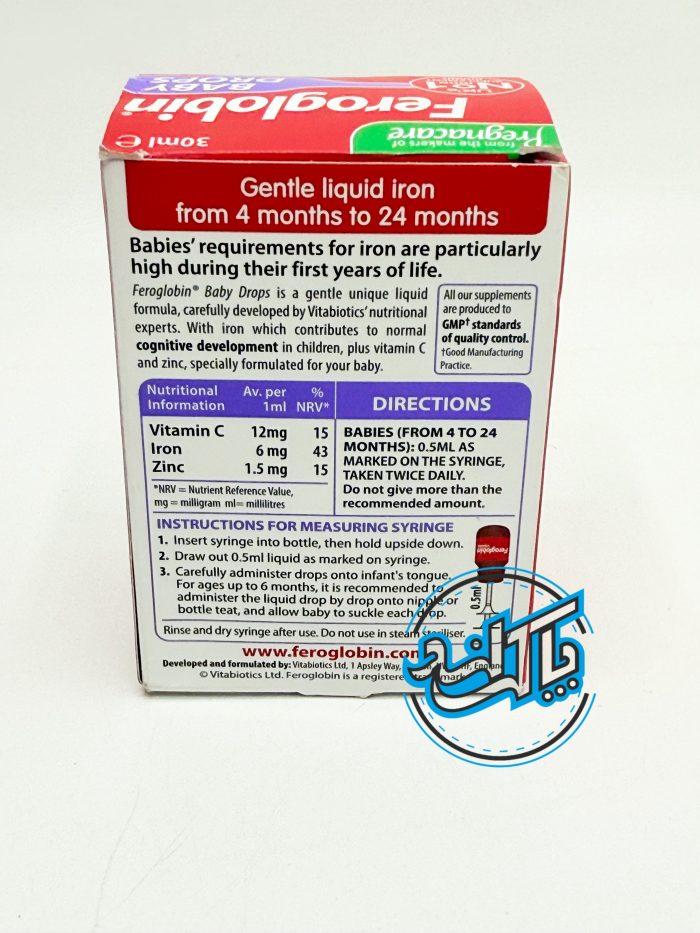 BABY
DROPS
Feroglobin®
30ml e
UK's
No1
from the makers of
Pregnacare
Gentle liquid iron
from 4 months to 24 months
Babies' requirements for iron are particularly
high during their first years of life.
Feroglobin® Baby Drops is a gentle unique liquid
formula, carefully developed by Vitabiotics' nutritional
experts. With iron which contributes to normal
cognitive development in children, plus vitamin C
and zinc, specially formulated for your baby.
All our supplements
are produced to
GMP† standards
of quality control.
†Good Manufacturing
Practice.
Nutritional Av. per %
Information 1ml NRV*
Vitamin C 12mg 15
Iron 6 mg 43
Zinc 1.5 mg 15
*NRV = Nutrient Reference Value,
mg = milligram ml= millilitres
DIRECTIONS
BABIES (FROM 4 TO 24
MONTHS): 0.5ML AS
MARKED ON THE SYRINGE,
TAKEN TWICE DAILY.
Do not give more than the
recommended amount.
INSTRUCTIONS FOR MEASURING SYRINGE
1. Insert syringe into bottle, then hold upside down.
2. Draw out 0.5ml liquid as marked on syringe.
3. Carefully administer drops onto infant's tongue.
For ages up to 6 months, it is recommended to
administer the liquid drop by drop onto nipple or
bottle teat, and allow baby to suckle each drop.
Feroglobin
0.5ml
Rinse and dry syringe after use. Do not use in steam steriliser.
www.feroglobin.com
Developed and formulated by: Vitabiotics Ltd, 1 Apsley Way, England
© Vitabiotics Ltd. Feroglobin is a registered trademark
پاکلند